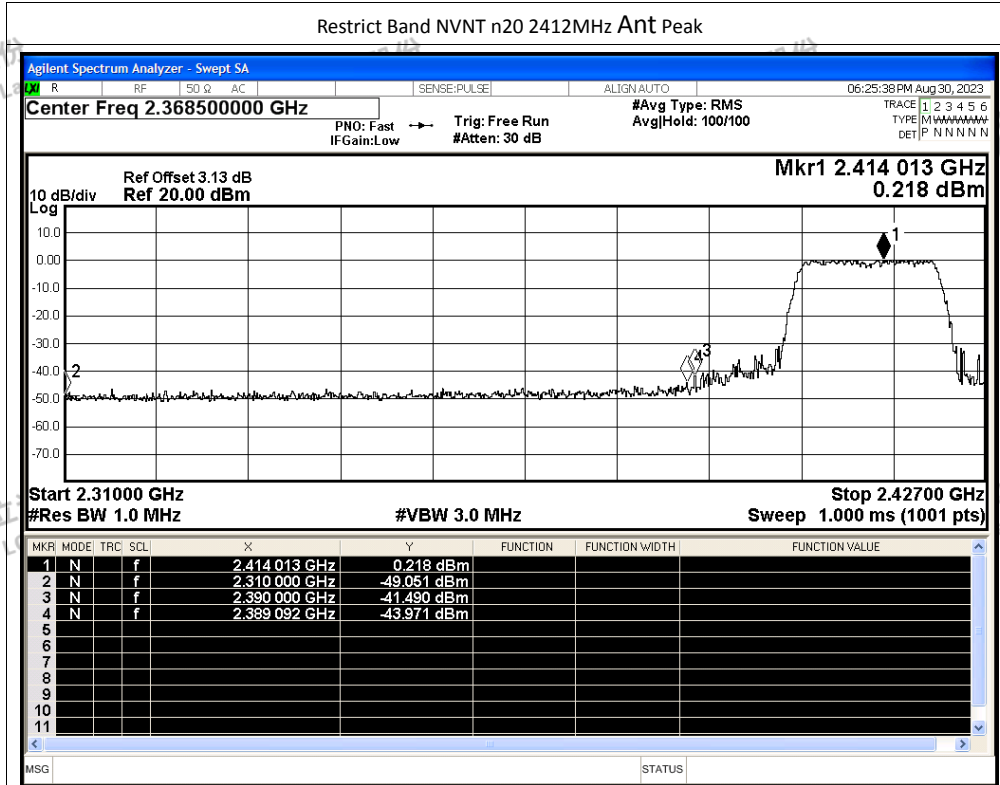 Restrict Band NVNT n20 2412MHz Ant Peak
Agilent Spectrum Analyzer - Swept SA
LXI R RF 50 Ω AC SENSE:PULSE ALIGN AUTO 06:25:38 PM Aug 30, 2023
Center Freq 2.368500000 GHz
PNO: Fast
IFGain:Low
Trig: Free Run
#Atten: 30 dB
#Avg Type: RMS
Avg|Hold: 100/100
TRACE 1 2 3 4 5 6
TYPE M
DET P N N N N N
Mkr1 2.414 013 GHz
0.218 dBm
Ref Offset 3.13 dB
10 dB/div Ref 20.00 dBm
Log
10.0
0.00
-10.0
-20.0
-30.0
-40.0
-50.0
-60.0
-70.0
1
2
4 3
Start 2.31000 GHz Stop 2.42700 GHz
#Res BW 1.0 MHz #VBW 3.0 MHz Sweep 1.000 ms (1001 pts)
MKR MODE TRC SCL X Y FUNCTION FUNCTION WIDTH FUNCTION VALUE
1 N f 2.414 013 GHz 0.218 dBm
2 N f 2.310 000 GHz -49.051 dBm
3 N f 2.390 000 GHz -41.490 dBm
4 N f 2.389 092 GHz -43.971 dBm
5
6
7
8
9
10
11
MSG STATUS